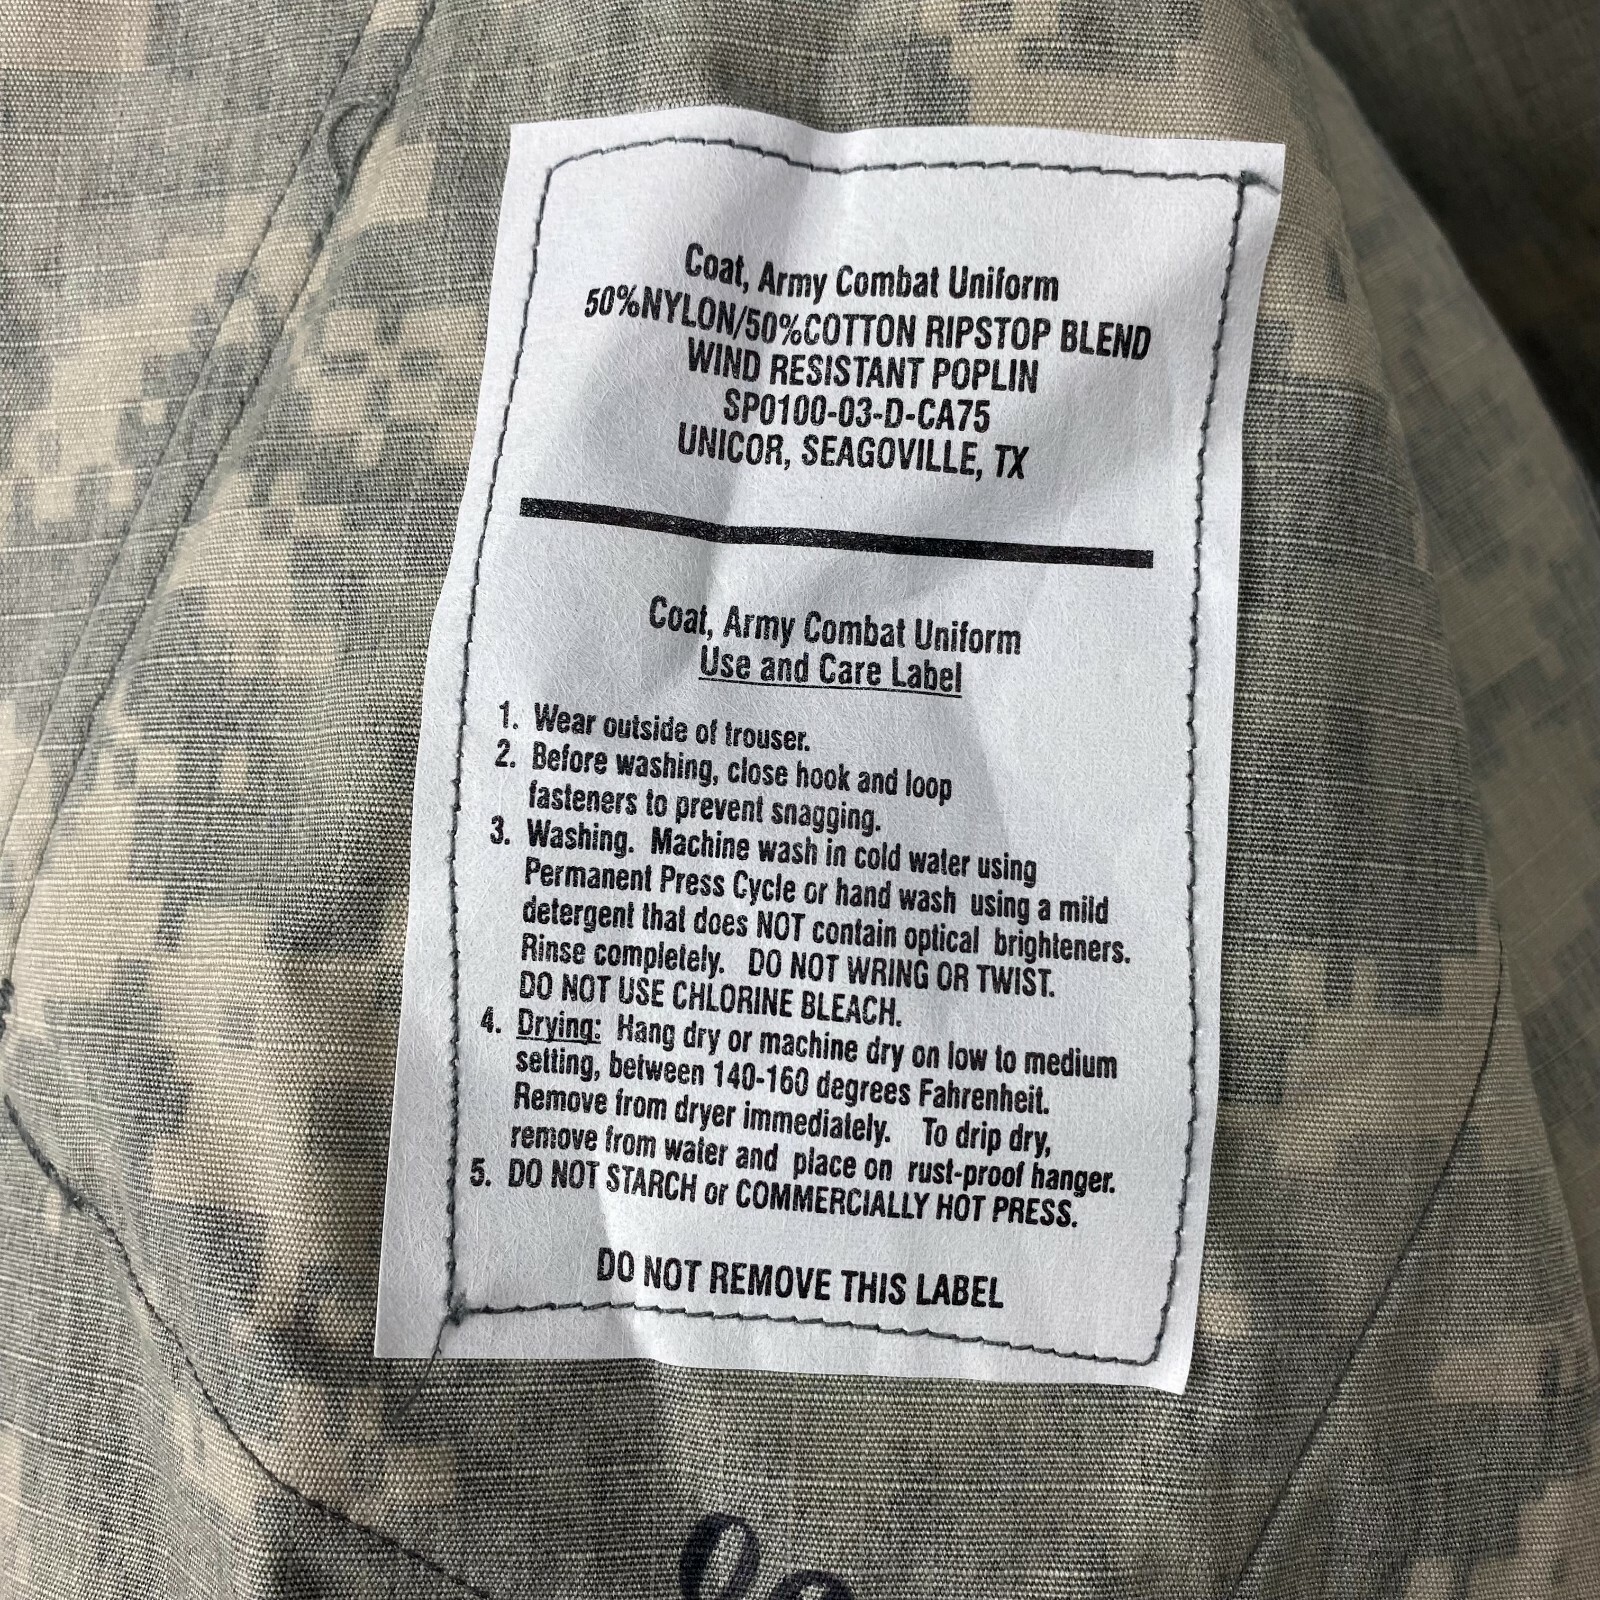 Coat, Army Combat Uniform
50%NYLON/50%COTTON RIPSTOP BLEND
WIND RESISTANT POPLIN
SP0100-03-D-CA75
UNICOR, SEAGOVILLE, TX
Coat, Army Combat Uniform
Use and Care Label
1. Wear outside of trouser.
2. Before washing, close hook and loop
fasteners to prevent snagging.
3. Washing. Machine wash in cold water using
Permanent Press Cycle or hand wash using a mild
detergent that does NOT contain optical brighteners.
Rinse completely. DO NOT WRING OR TWIST.
DO NOT USE CHLORINE BLEACH.
4. Drying: Hang dry or machine dry on low to medium
setting, between 140-160 degrees Fahrenheit.
Remove from dryer immediately. To drip dry,
remove from water and place on rust-proof hanger.
5. DO NOT STARCH or COMMERCIALLY HOT PRESS.
DO NOT REMOVE THIS LABEL